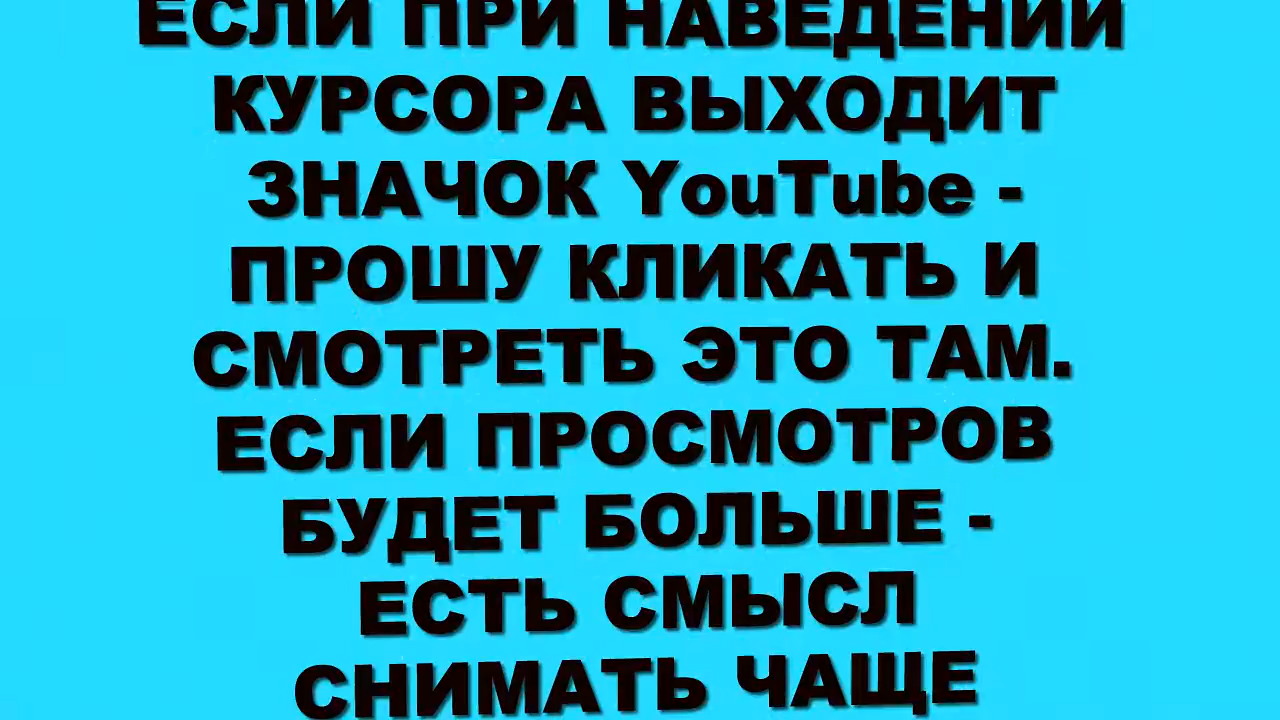 ЕСЛИ ПРИ НАВЕДЕНИИ
КУРСОРА ВЫХОДИТ
ЗНАЧОК YouTube -
ПРОШУ КЛИКАТЬ И
СМОТРЕТЬ ЭТО ТАМ.
ЕСЛИ ПРОСМОТРОВ
БУДЕТ БОЛЬШЕ -
ЕСТЬ СМЫСЛ
СНИМАТЬ ЧАЩЕ